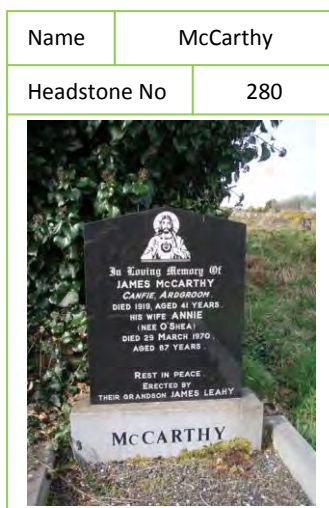 Name McCarthy
Headstone No 280
In Loving Memory Of
JAMES McCARTHY
CANFIE, ARDGROOM.
DIED 1919, AGED 41 YEARS.
HIS WIFE ANNIE
(NEE O'SHEA)
DIED 29 MARCH 1970,
AGED 87 YEARS.
REST IN PEACE.
ERECTED BY
THEIR GRANDSON JAMES LEAHY
McCARTHY